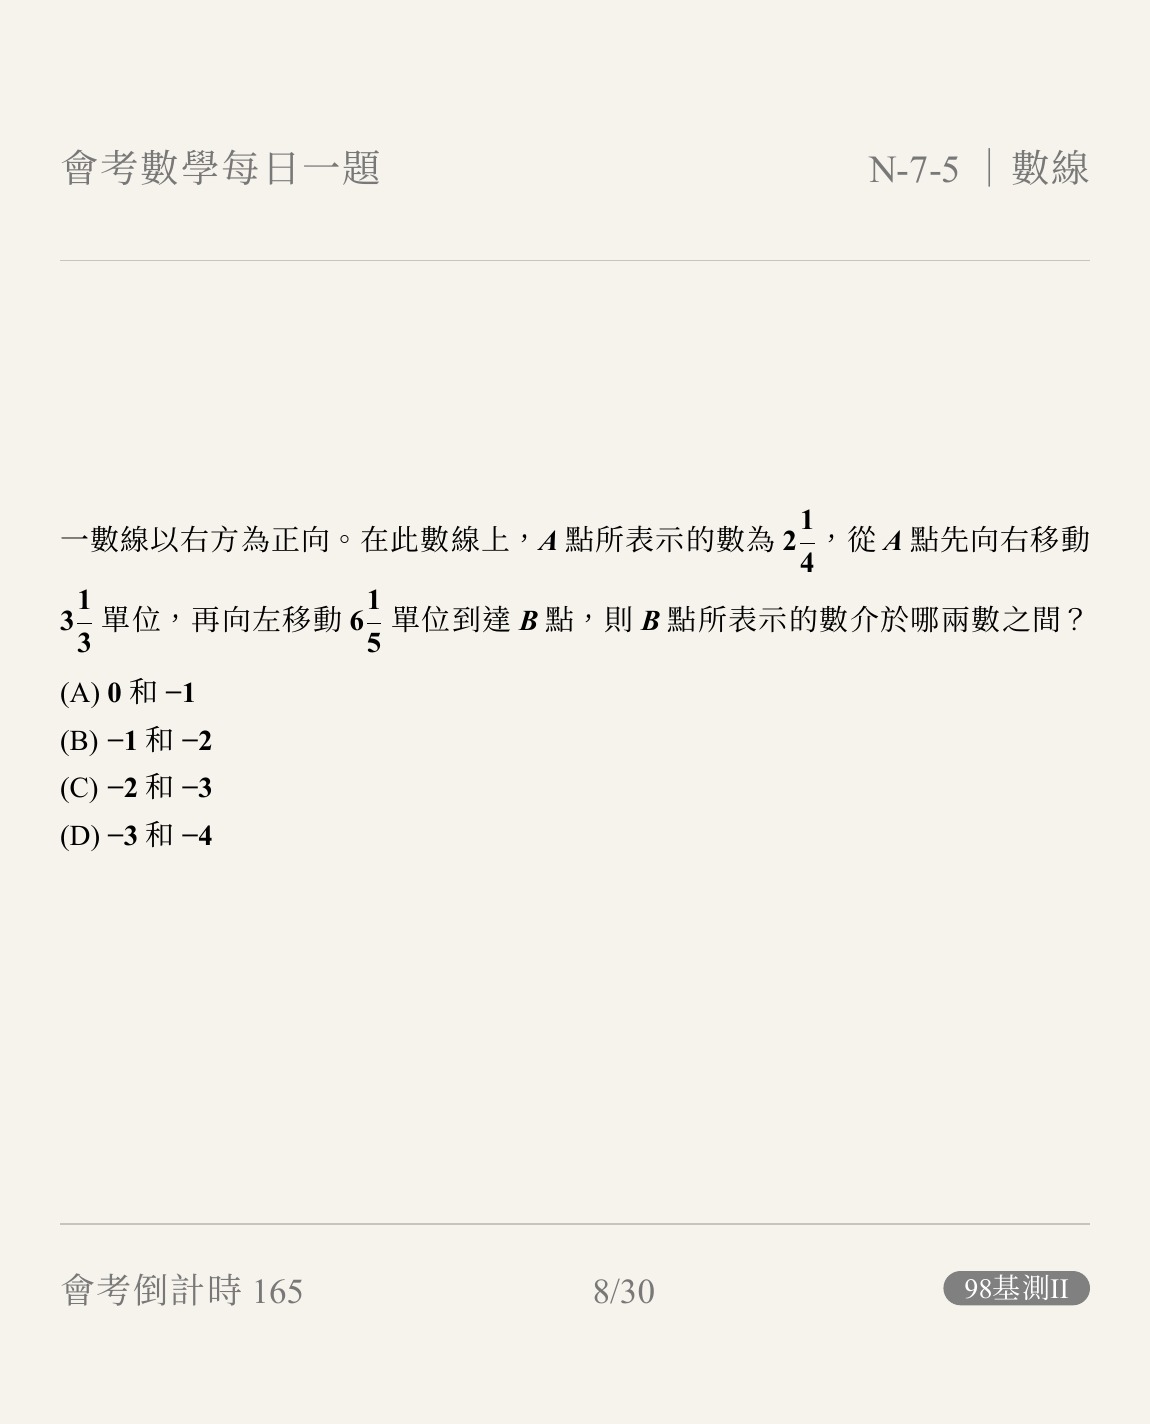 會考數學每日一題
N-7-5｜數線
一數線以右方為正向。在此數線上，A 點所表示的數為 2 1/4，從 A 點先向右移動
3 1/3 單位，再向左移動 6 1/5 單位到達 B 點，則 B 點所表示的數介於哪兩數之間？
(A) 0 和 −1
(B) −1 和 −2
(C) −2 和 −3
(D) −3 和 −4
會考倒計時 165
8/30
98基測II